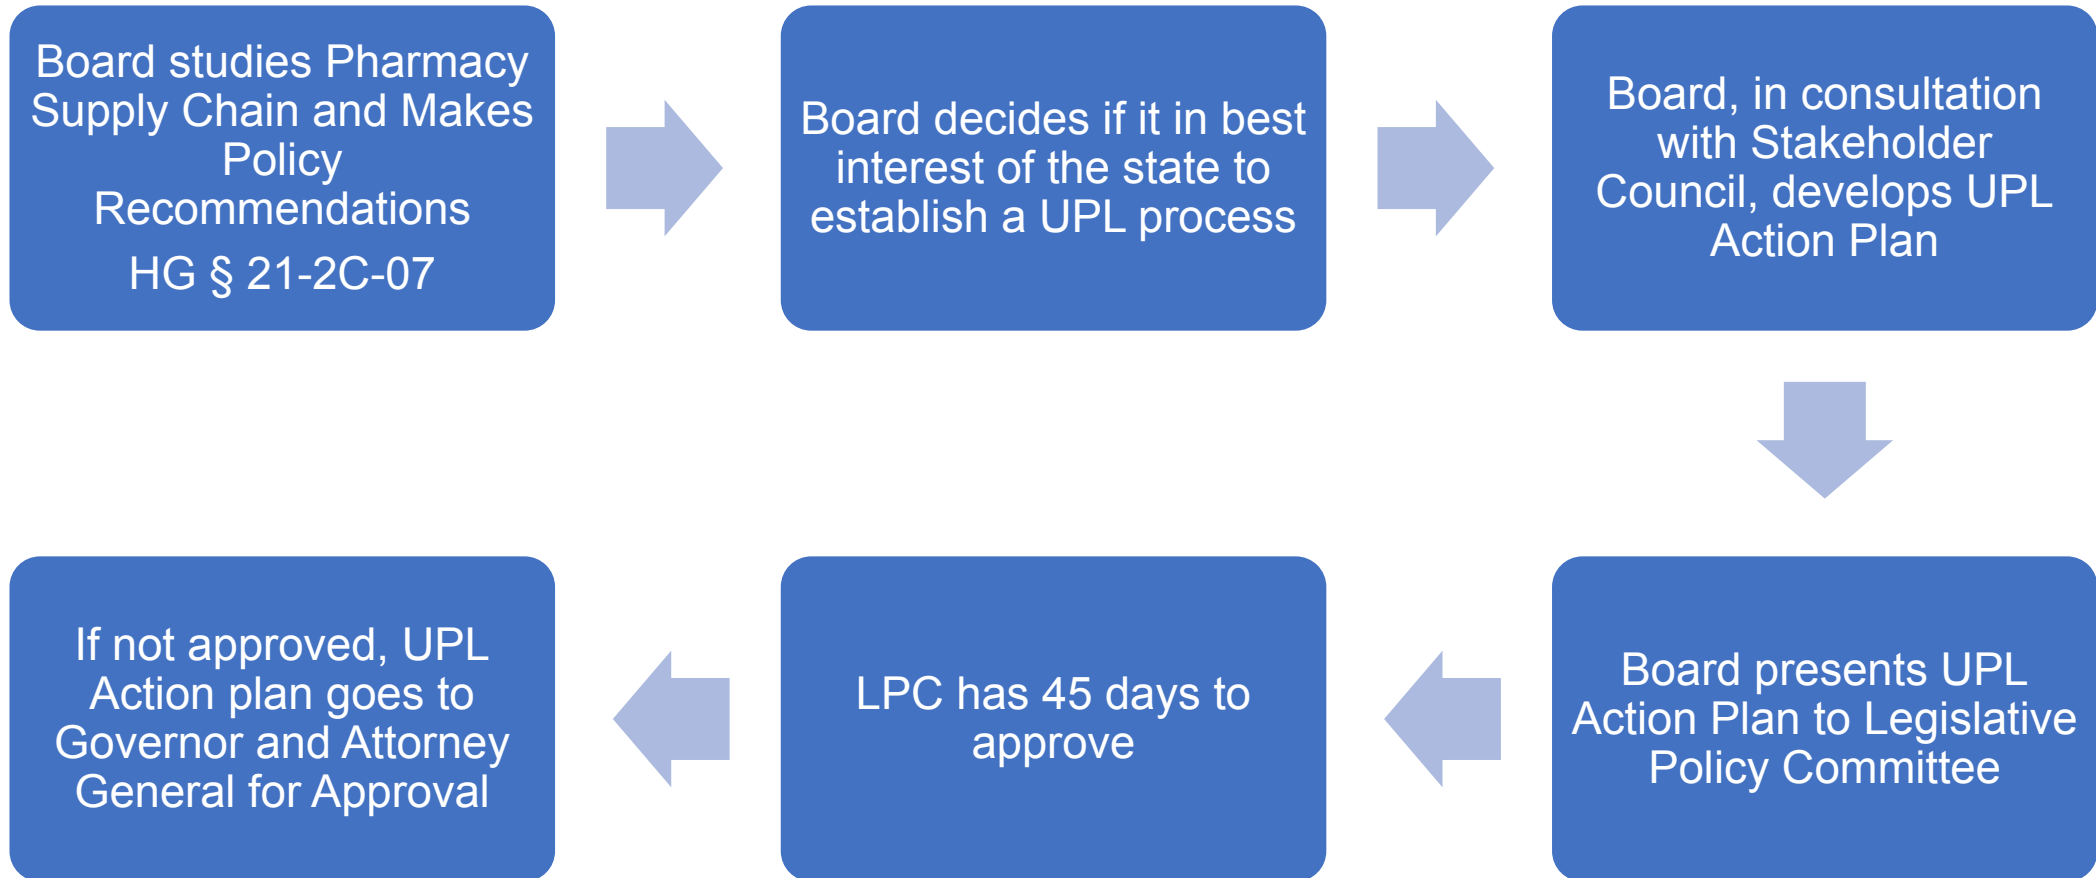 Board studies Pharmacy
Supply Chain and Makes
Policy
Recommendations
HG § 21-2C-07
Board decides if it in best
interest of the state to
establish a UPL process
Board, in consultation
with Stakeholder
Council, develops UPL
Action Plan
Board presents UPL
Action Plan to Legislative
Policy Committee
LPC has 45 days to
approve
If not approved, UPL
Action plan goes to
Governor and Attorney
General for Approval